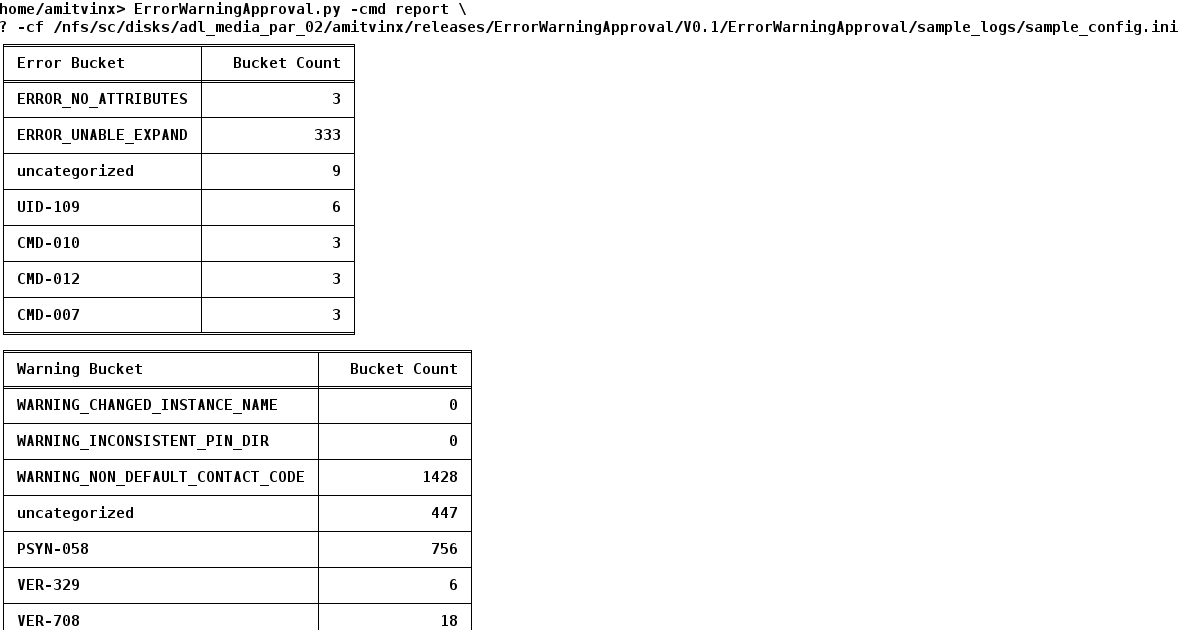 home/amitvinx> ErrorWarningApproval.py -cmd report \
? -cf /nfs/sc/disks/adl_media_par_02/amitvinx/releases/ErrorWarningApproval/V0.1/ErrorWarningApproval/sample_logs/sample_config.ini
Error Bucket Bucket Count
ERROR_NO_ATTRIBUTES 3
ERROR_UNABLE_EXPAND 333
uncategorized 9
UID-109 6
CMD-010 3
CMD-012 3
CMD-007 3
Warning Bucket Bucket Count
WARNING_CHANGED_INSTANCE_NAME 0
WARNING_INCONSISTENT_PIN_DIR 0
WARNING_NON_DEFAULT_CONTACT_CODE 1428
uncategorized 447
PSYN-058 756
VER-329 6
VER-708 18